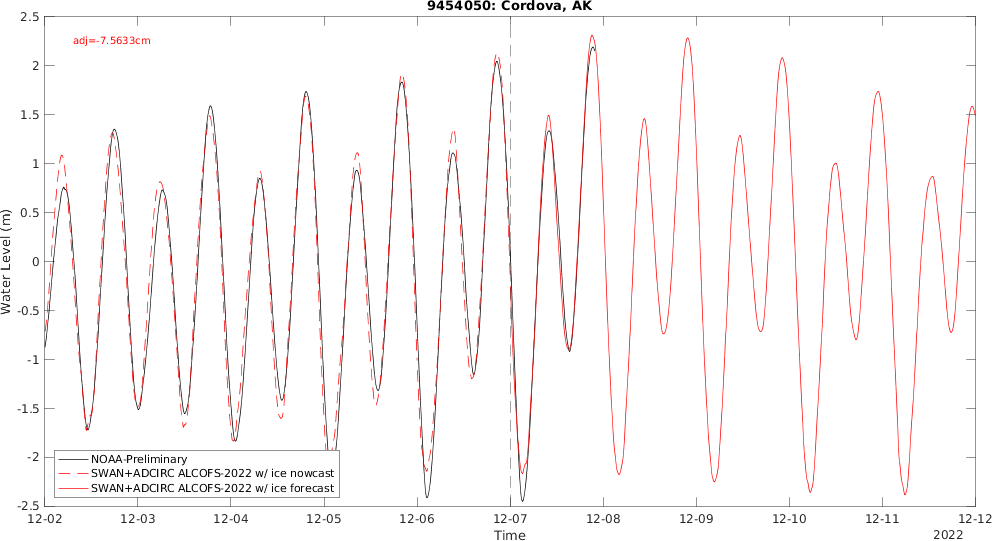 9454050: Cordova, AK
adj=-7.5633cm
2.5
2
1.5
1
0.5
0
-0.5
-1
-1.5
-2
-2.5
Water Level (m)
NOAA-Preliminary
SWAN+ADCIRC ALCOFS-2022 w/ ice nowcast
SWAN+ADCIRC ALCOFS-2022 w/ ice forecast
12-02 12-03 12-04 12-05 12-06 12-07 12-08 12-09 12-10 12-11 12-12
Time
2022